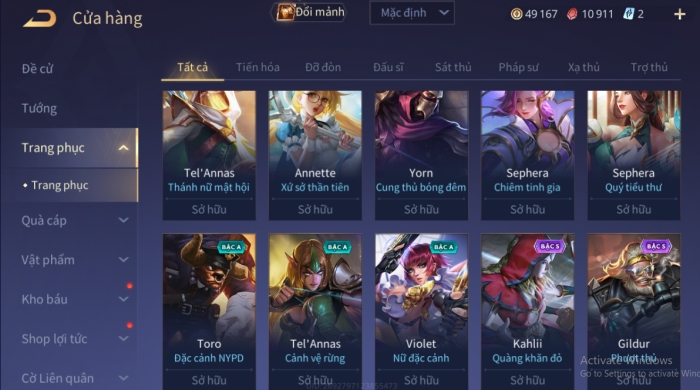 Cửa hàng
Đổi mảnh
Mặc định
49 167
10 911
2
Đề cử
Tướng
Trang phục
• Trang phục
Quà cáp
Vật phẩm
Kho báu
Shop lợi tức
Cờ Liên quân
Tất cả
Tiến hóa
Đỡ đòn
Đấu sĩ
Sát thủ
Pháp sư
Xạ thủ
Trợ thủ
Tel'Annas
Thánh nữ mật hội
Sở hữu
Annette
Xứ sở thần tiên
Sở hữu
Yorn
Cung thủ bóng đêm
Sở hữu
Sephera
Chiêm tinh gia
Sở hữu
Sephera
Quý tiểu thư
Sở hữu
Toro
Đặc cảnh NYPD
Sở hữu
BẬC A
Tel'Annas
Cảnh vệ rừng
Sở hữu
BẬC A
Violet
Nữ đặc cảnh
Sở hữu
BẬC A
Kahlii
Quàng khăn đỏ
Sở hữu
BẬC S
Gildur
Phượt thủ
Sở hữu
BẬC S
Activate Windows
Go to Settings to activate Win